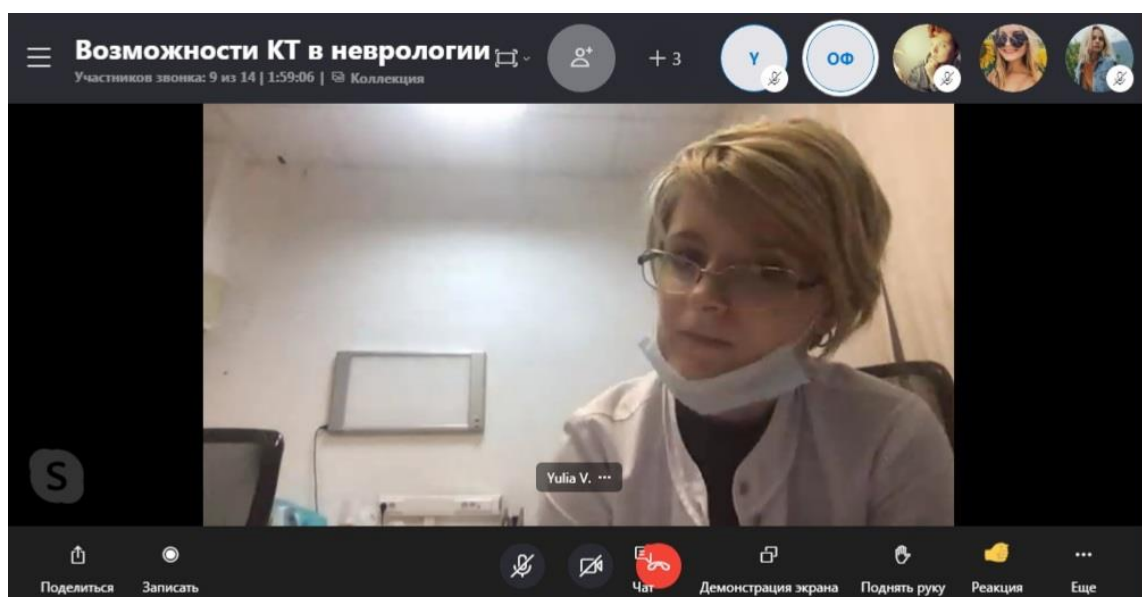 Возможности КТ в неврологии
Участников звонка: 9 из 14 | 1:59:06 | Коллекция
+ 3
Y
ОФ
Yulia V. ···
S
Поделиться
Записать
Чат
Демонстрация экрана
Поднять руку
Реакция
Еще